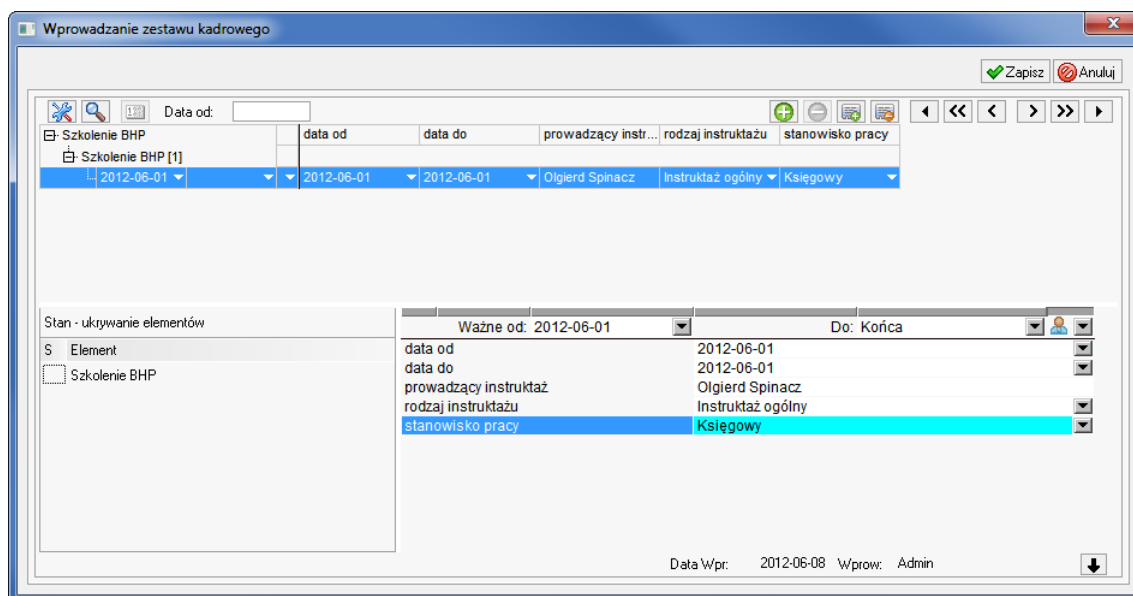 Wprowadzanie zestawu kadrowego
Zapisz Anuluj
Data od:
Szkolenie BHP data od data do prowadzący instr... rodzaj instruktażu stanowisko pracy
Szkolenie BHP [1]
2012-06-01 2012-06-01 2012-06-01 Olgierd Spinacz Instruktaż ogólny Księgowy
Stan - ukrywanie elementów
S Element
Szkolenie BHP
Ważne od: 2012-06-01 Do: Końca
data od 2012-06-01
data do 2012-06-01
prowadzący instruktaż Olgierd Spinacz
rodzaj instruktażu Instruktaż ogólny
stanowisko pracy Księgowy
Data Wpr: 2012-06-08 Wprow: Admin